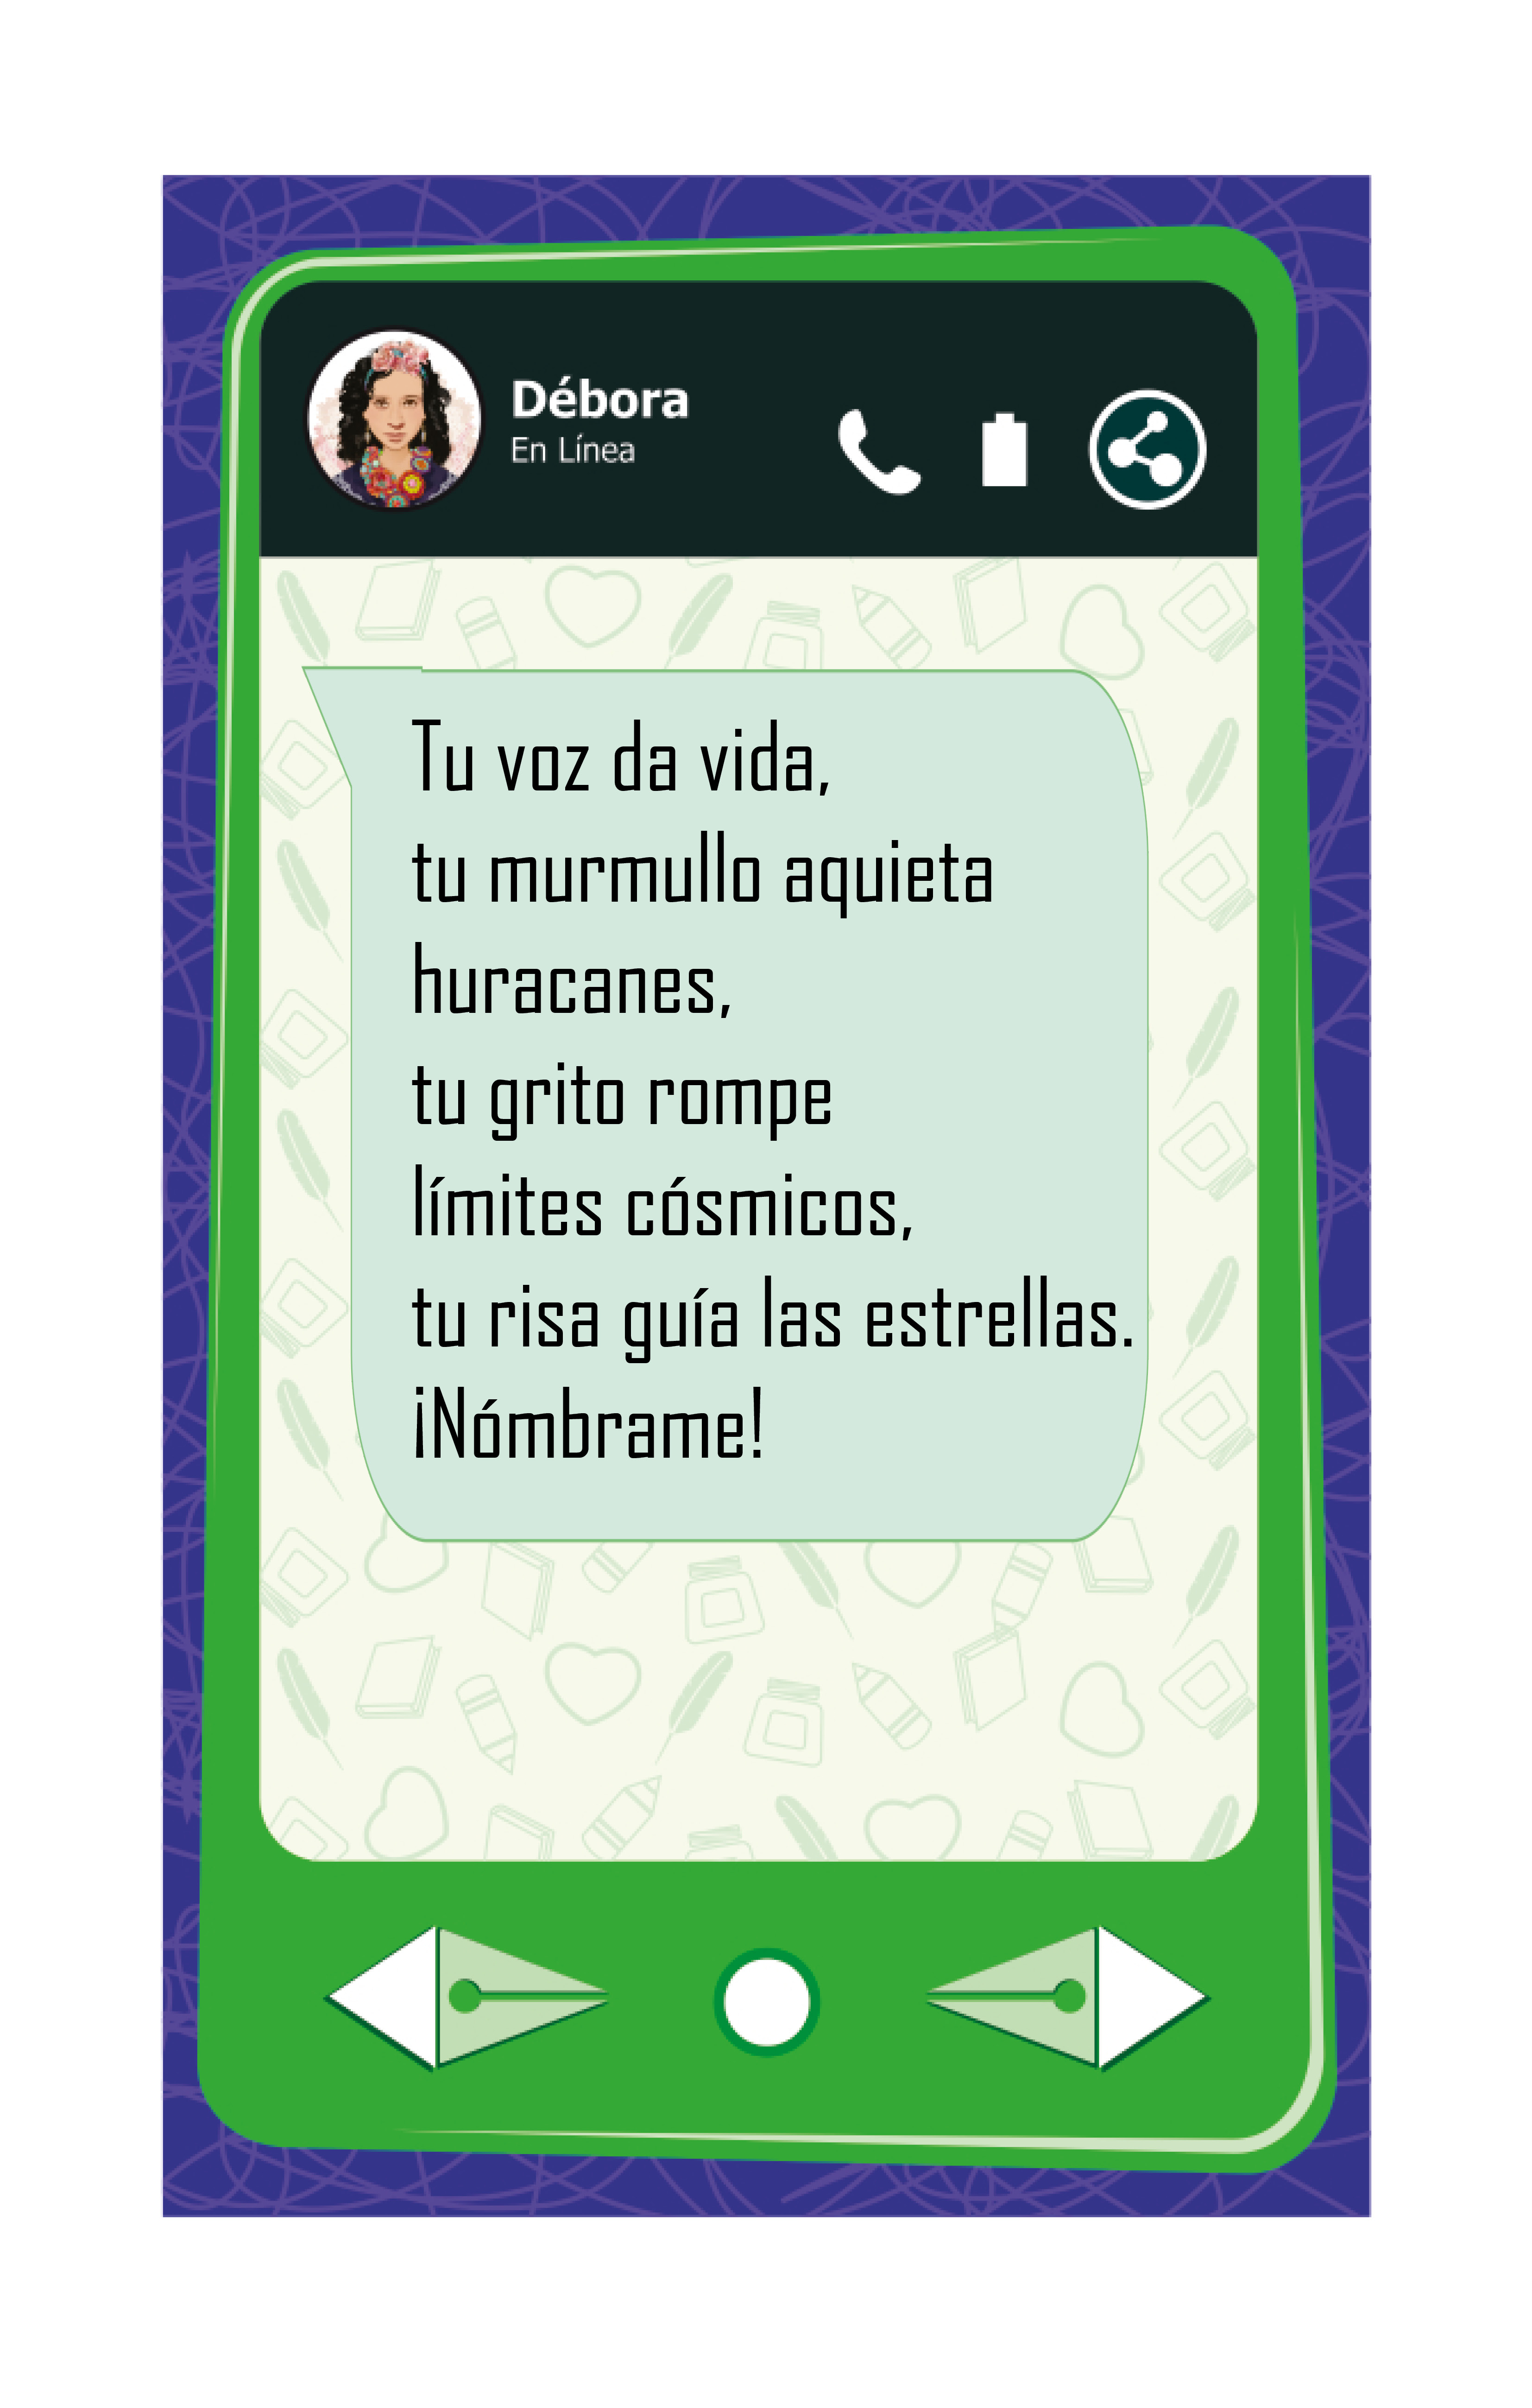 Débora
En Línea
Tu voz da vida,
tu murmullo aquieta
huracanes,
tu grito rompe
límites cósmicos,
tu risa guía las estrellas.
¡Nómbrame!